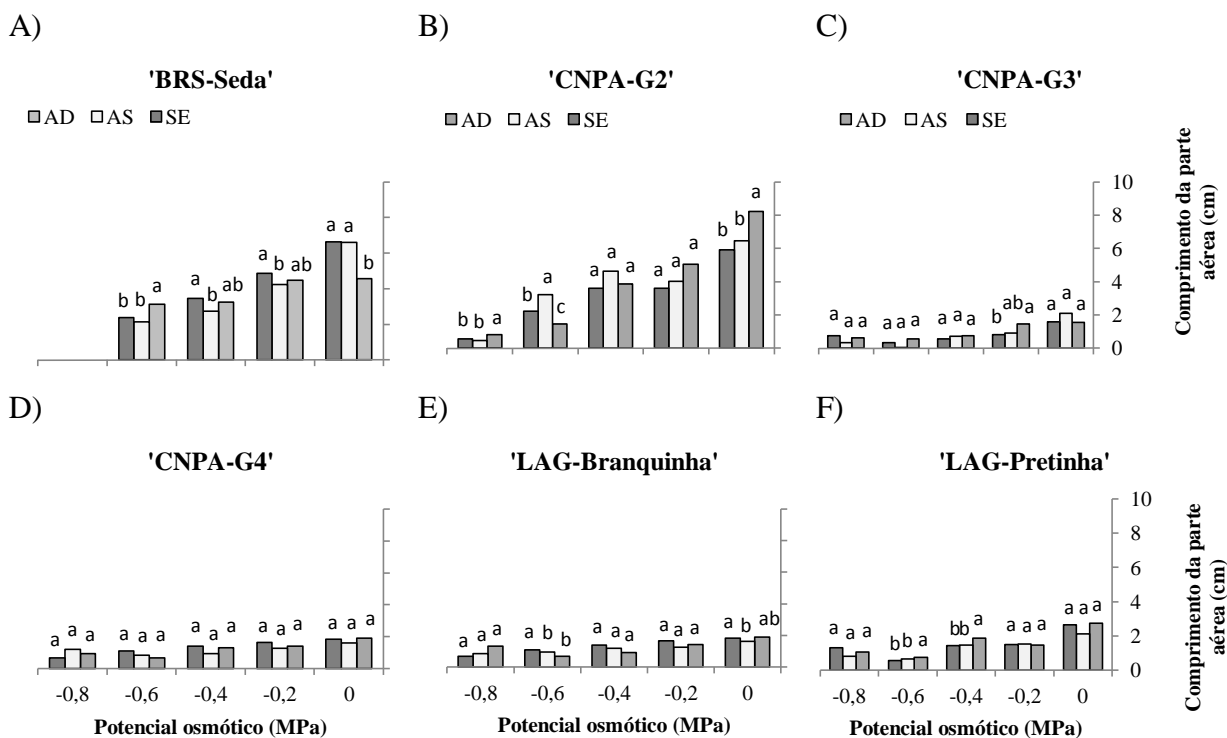 A)
B)
C)
'BRS-Seda'
'CNPA-G2'
'CNPA-G3'
AD AS SE
AD AS SE
AD AS SE
b b a
a b ab
a b ab
a a b
b b a
b a c
a a a
a a a
b b a
a a a
a a a
a a a
b ab a
a a a
10
8
6
4
2
0
Comprimento da parte
aérea (cm)
D)
E)
F)
'CNPA-G4'
'LAG-Branquinha'
'LAG-Pretinha'
a a a
a a a
a a a
a a a
a a a
a a a
a b b
a a a
a a a
a b ab
a a a
b b a
bb a
a a a
a a a
10
8
6
4
2
0
Comprimento da parte
aérea (cm)
-0,8 -0,6 -0,4 -0,2 0
-0,8 -0,6 -0,4 -0,2 0
-0,8 -0,6 -0,4 -0,2 0
Potencial osmótico (MPa)
Potencial osmótico (MPa)
Potencial osmótico (MPa)